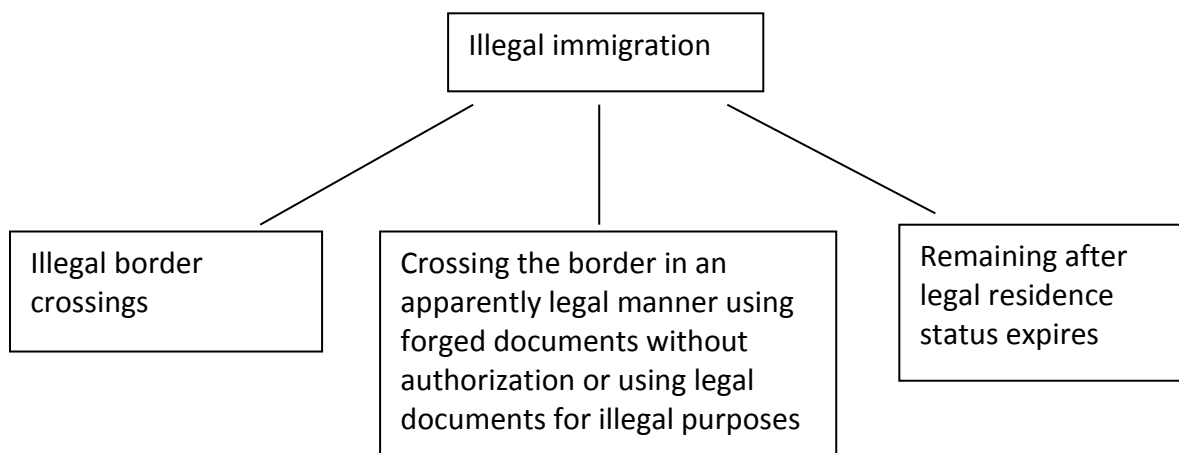 Illegal immigration
Illegal border
crossings
Crossing the border in an
apparently legal manner using
forged documents without
authorization or using legal
documents for illegal purposes
Remaining after
legal residence
status expires